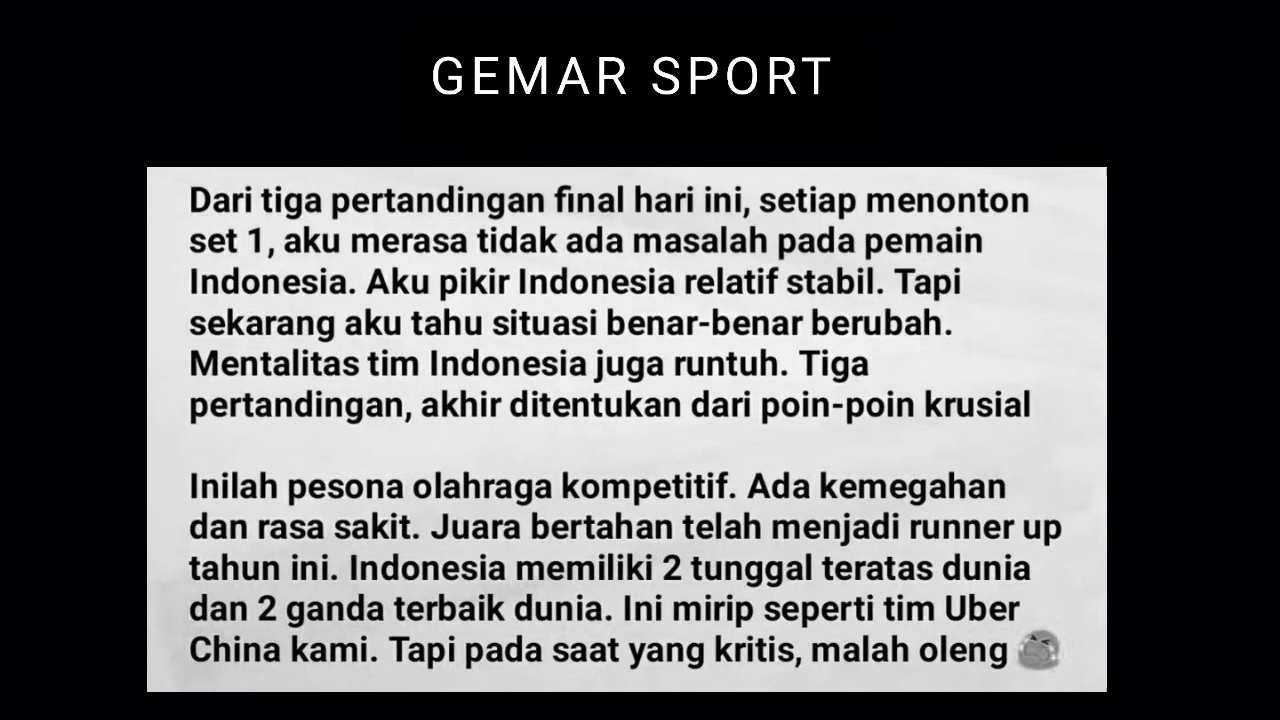 GEMAR SPORT
Dari tiga pertandingan final hari ini, setiap menonton
set 1, aku merasa tidak ada masalah pada pemain
Indonesia. Aku pikir Indonesia relatif stabil. Tapi
sekarang aku tahu situasi benar-benar berubah.
Mentalitas tim Indonesia juga runtuh. Tiga
pertandingan, akhir ditentukan dari poin-poin krusial
Inilah pesona olahraga kompetitif. Ada kemegahan
dan rasa sakit. Juara bertahan telah menjadi runner up
tahun ini. Indonesia memiliki 2 tunggal teratas dunia
dan 2 ganda terbaik dunia. Ini mirip seperti tim Uber
China kami. Tapi pada saat yang kritis, malah oleng